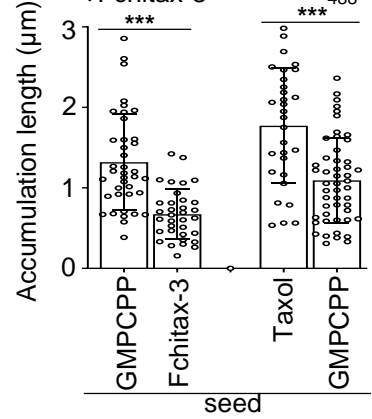 ***
***
3
2
1
0
Accumulation length (μm)
GMPCPP
Fchitax-3
Taxol
GMPCPP
seed